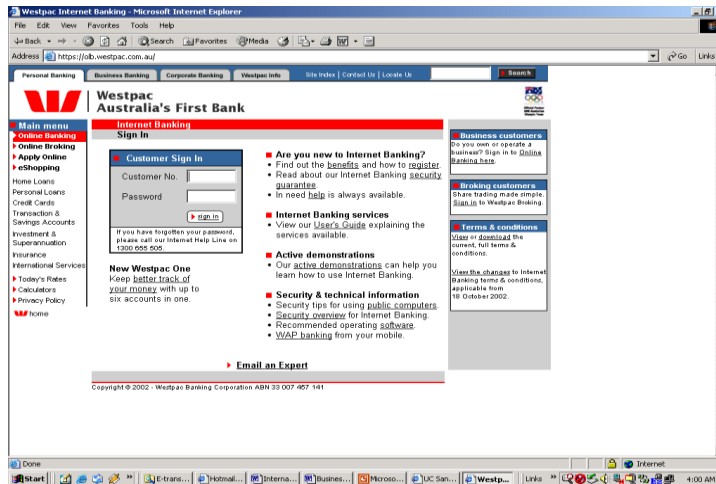 Westpac Internet Banking - Microsoft Internet Explorer
File Edit View Favorites Tools Help
Back Search Favorites Media
Address https://olb.westpac.com.au/ Go Links
Personal Banking Business Banking Corporate Banking Westpac Info Site Index | Contact Us | Locate Us Search
Westpac
Australia's First Bank
Main menu
Online Banking
Online Broking
Apply Online
eShopping
Home Loans
Personal Loans
Credit Cards
Transaction &
Savings Accounts
Investment &
Superannuation
Insurance
International Services
Today's Rates
Calculators
Privacy Policy
home
Internet Banking
Sign In
Customer Sign In
Customer No.
Password
sign in
If you have forgotten your password,
please call our Internet Help Line on
1300 655 505.
New Westpac One
Keep better track of
your money with up to
six accounts in one.
Are you new to Internet Banking?
• Find out the benefits and how to register.
• Read about our Internet Banking security
guarantee.
• In need help is always available.
Internet Banking services
• View our User's Guide explaining the
services available.
Active demonstrations
• Our active demonstrations can help you
learn how to use Internet Banking.
Security & technical information
• Security tips for using public computers.
• Security overview for Internet Banking.
• Recommended operating software.
• WAP banking from your mobile.
Email an Expert
Business customers
Do you own or operate a
business? Sign in to Online
Banking here.
Broking customers
Share trading made simple.
Sign in to Westpac Broking.
Terms & conditions
View or download the
current, full terms &
conditions.
View the changes to Internet
Banking terms & conditions,
applicable from
18 October 2002.
Copyright © 2002 - Westpac Banking Corporation ABN 33 007 457 141
Done Internet
Start E-trans... Hotmail... Interna... Busines... Microso... UC San... Westp... Links 4:00 AM